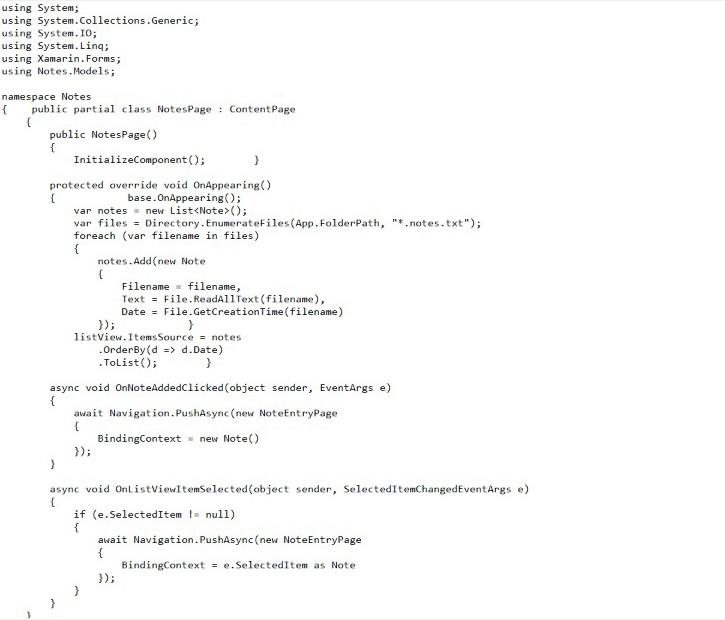 using System;
using System.Collections.Generic;
using System.IO;
using System.Linq;
using Xamarin.Forms;
using Notes.Models;

namespace Notes
{    public partial class NotesPage : ContentPage
    {
        public NotesPage()
        {
            InitializeComponent();        }

        protected override void OnAppearing()
        {            base.OnAppearing();
            var notes = new List<Note>();
            var files = Directory.EnumerateFiles(App.FolderPath, "*.notes.txt");
            foreach (var filename in files)
            {
                notes.Add(new Note
                {
                    Filename = filename,
                    Text = File.ReadAllText(filename),
                    Date = File.GetCreationTime(filename)
                });            }
            listView.ItemsSource = notes
                .OrderBy(d => d.Date)
                .ToList();        }

        async void OnNoteAddedClicked(object sender, EventArgs e)
        {
            await Navigation.PushAsync(new NoteEntryPage
            {
                BindingContext = new Note()
            });
        }

        async void OnListViewItemSelected(object sender, SelectedItemChangedEventArgs e)
        {
            if (e.SelectedItem != null)
            {
                await Navigation.PushAsync(new NoteEntryPage
                {
                    BindingContext = e.SelectedItem as Note
                });
            }
        }
    }